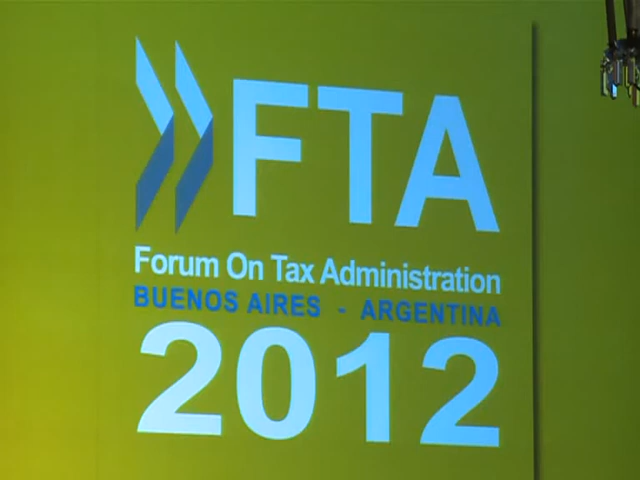 FTA
Forum On Tax Administration
BUENOS AIRES - ARGENTINA
2012